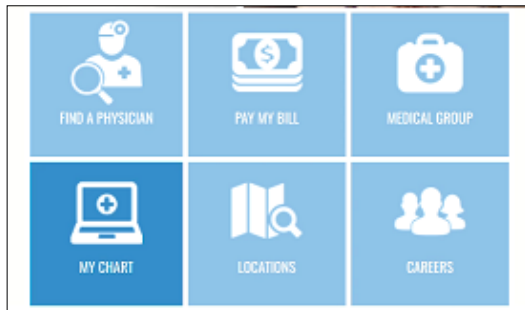 FIND A PHYSICIAN
PAY MY BILL
MEDICAL GROUP
MY CHART
LOCATIONS
CAREERS